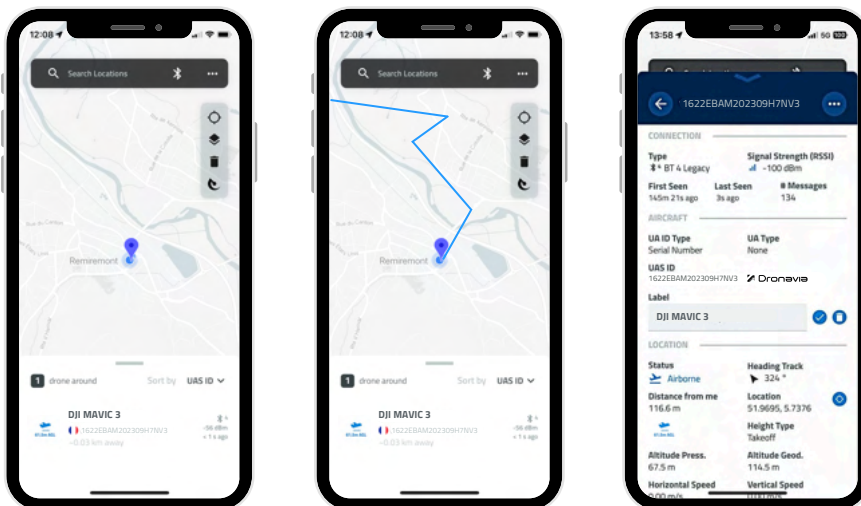 12:08
Search Locations
Remiremont
1 drone around
Sort by UAS ID
DJI MAVIC 3
1622EBAM202309H7NV3
-56 dBm
~0.03 km away
< 1 s ago
12:08
Search Locations
Remiremont
1 drone around
Sort by UAS ID
DJI MAVIC 3
1622EBAM202309H7NV3
-56 dBm
~0.03 km away
< 1 s ago
13:58
5G 100
1622EBAM202309H7NV3
CONNECTION
Type Signal Strength (RSSI)
BT 4 Legacy -100 dBm
First Seen Last Seen # Messages
145m 21s ago 3s ago 134
AIRCRAFT
UA ID Type UA Type
Serial Number None
UAS ID
1622EBAM202309H7NV3 Dronavia
Label
DJI MAVIC 3
LOCATION
Status Heading Track
Airborne 324 °
Distance from me Location
116.6 m 51.9695, 5.7376
Height Type
Takeoff
Altitude Press. Altitude Geod.
67.5 m 114.5 m
Horizontal Speed Vertical Speed